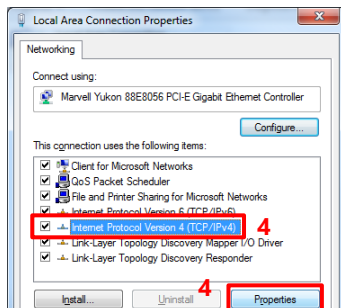 Local Area Connection Properties
Networking
Connect using:
Marvell Yukon 88E8056 PCI-E Gigabit Ethernet Controller
Configure...
This connection uses the following items:
Client for Microsoft Networks
QoS Packet Scheduler
File and Printer Sharing for Microsoft Networks
Internet Protocol Version 6 (TCP/IPv6)
Internet Protocol Version 4 (TCP/IPv4) 4
Link-Layer Topology Discovery Mapper I/O Driver
Link-Layer Topology Discovery Responder
4
Install... Uninstall Properties